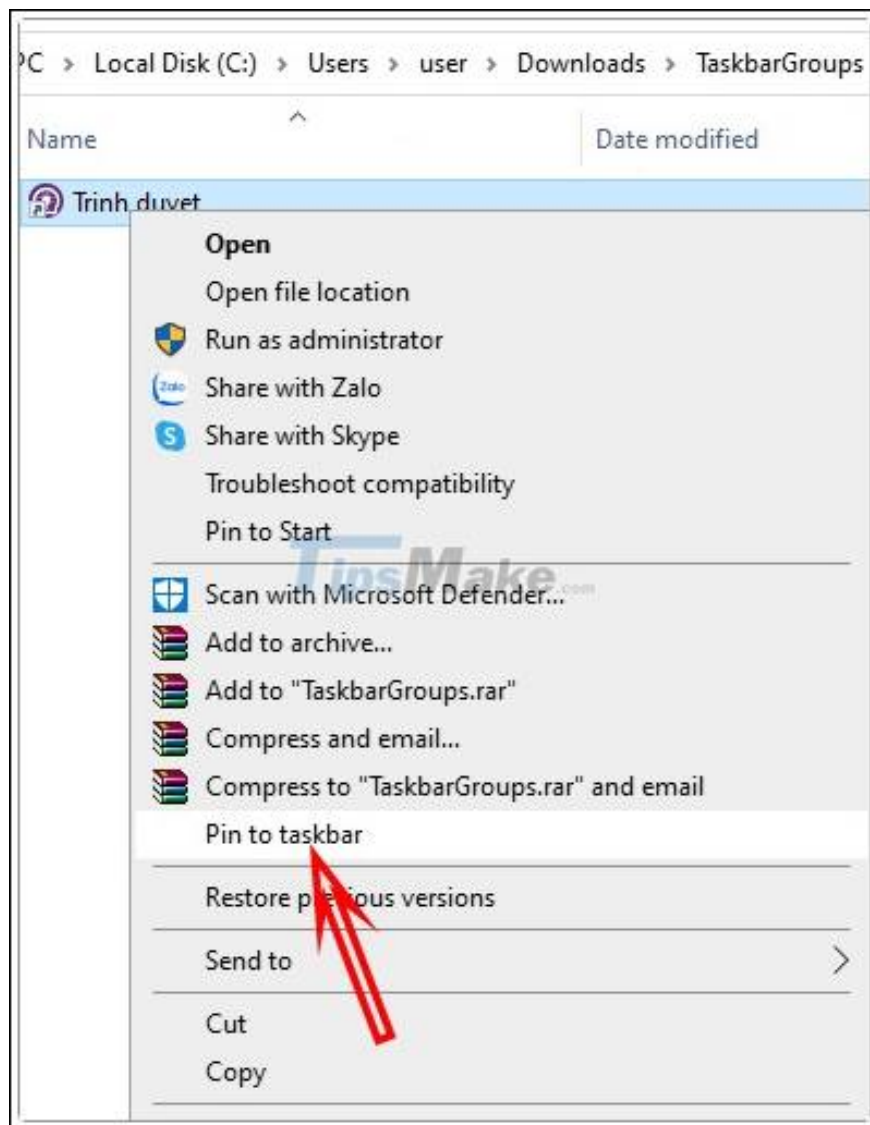 PC > Local Disk (C:) > Users > user > Downloads > TaskbarGroups
Name Date modified
Trinh duyet
Open
Open file location
Run as administrator
Zalo Share with Zalo
S Share with Skype
Troubleshoot compatibility
Pin to Start
TipsMake.com
Scan with Microsoft Defender...
Add to archive...
Add to "TaskbarGroups.rar"
Compress and email...
Compress to "TaskbarGroups.rar" and email
Pin to taskbar
Restore previous versions
Send to
Cut
Copy